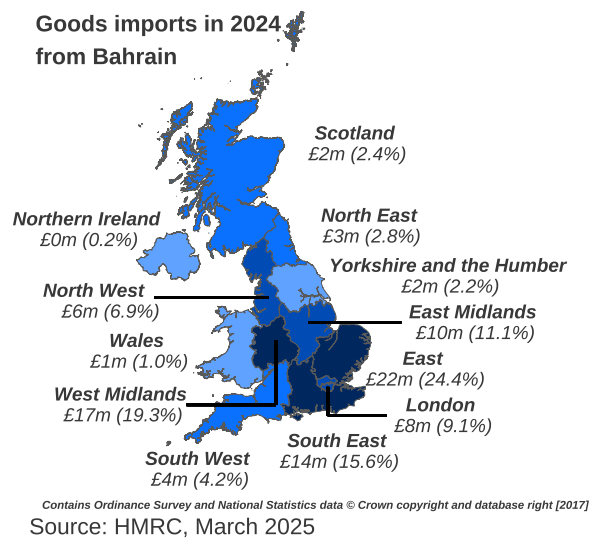 Goods imports in 2024
from Bahrain
Scotland
£2m (2.4%)
Northern Ireland
£0m (0.2%)
North East
£3m (2.8%)
Yorkshire and the Humber
£2m (2.2%)
North West
£6m (6.9%)
East Midlands
£10m (11.1%)
Wales
£1m (1.0%)
East
£22m (24.4%)
West Midlands
£17m (19.3%)
London
£8m (9.1%)
South East
£14m (15.6%)
South West
£4m (4.2%)
Contains Ordinance Survey and National Statistics data © Crown copyright and database right [2017]
Source: HMRC, March 2025